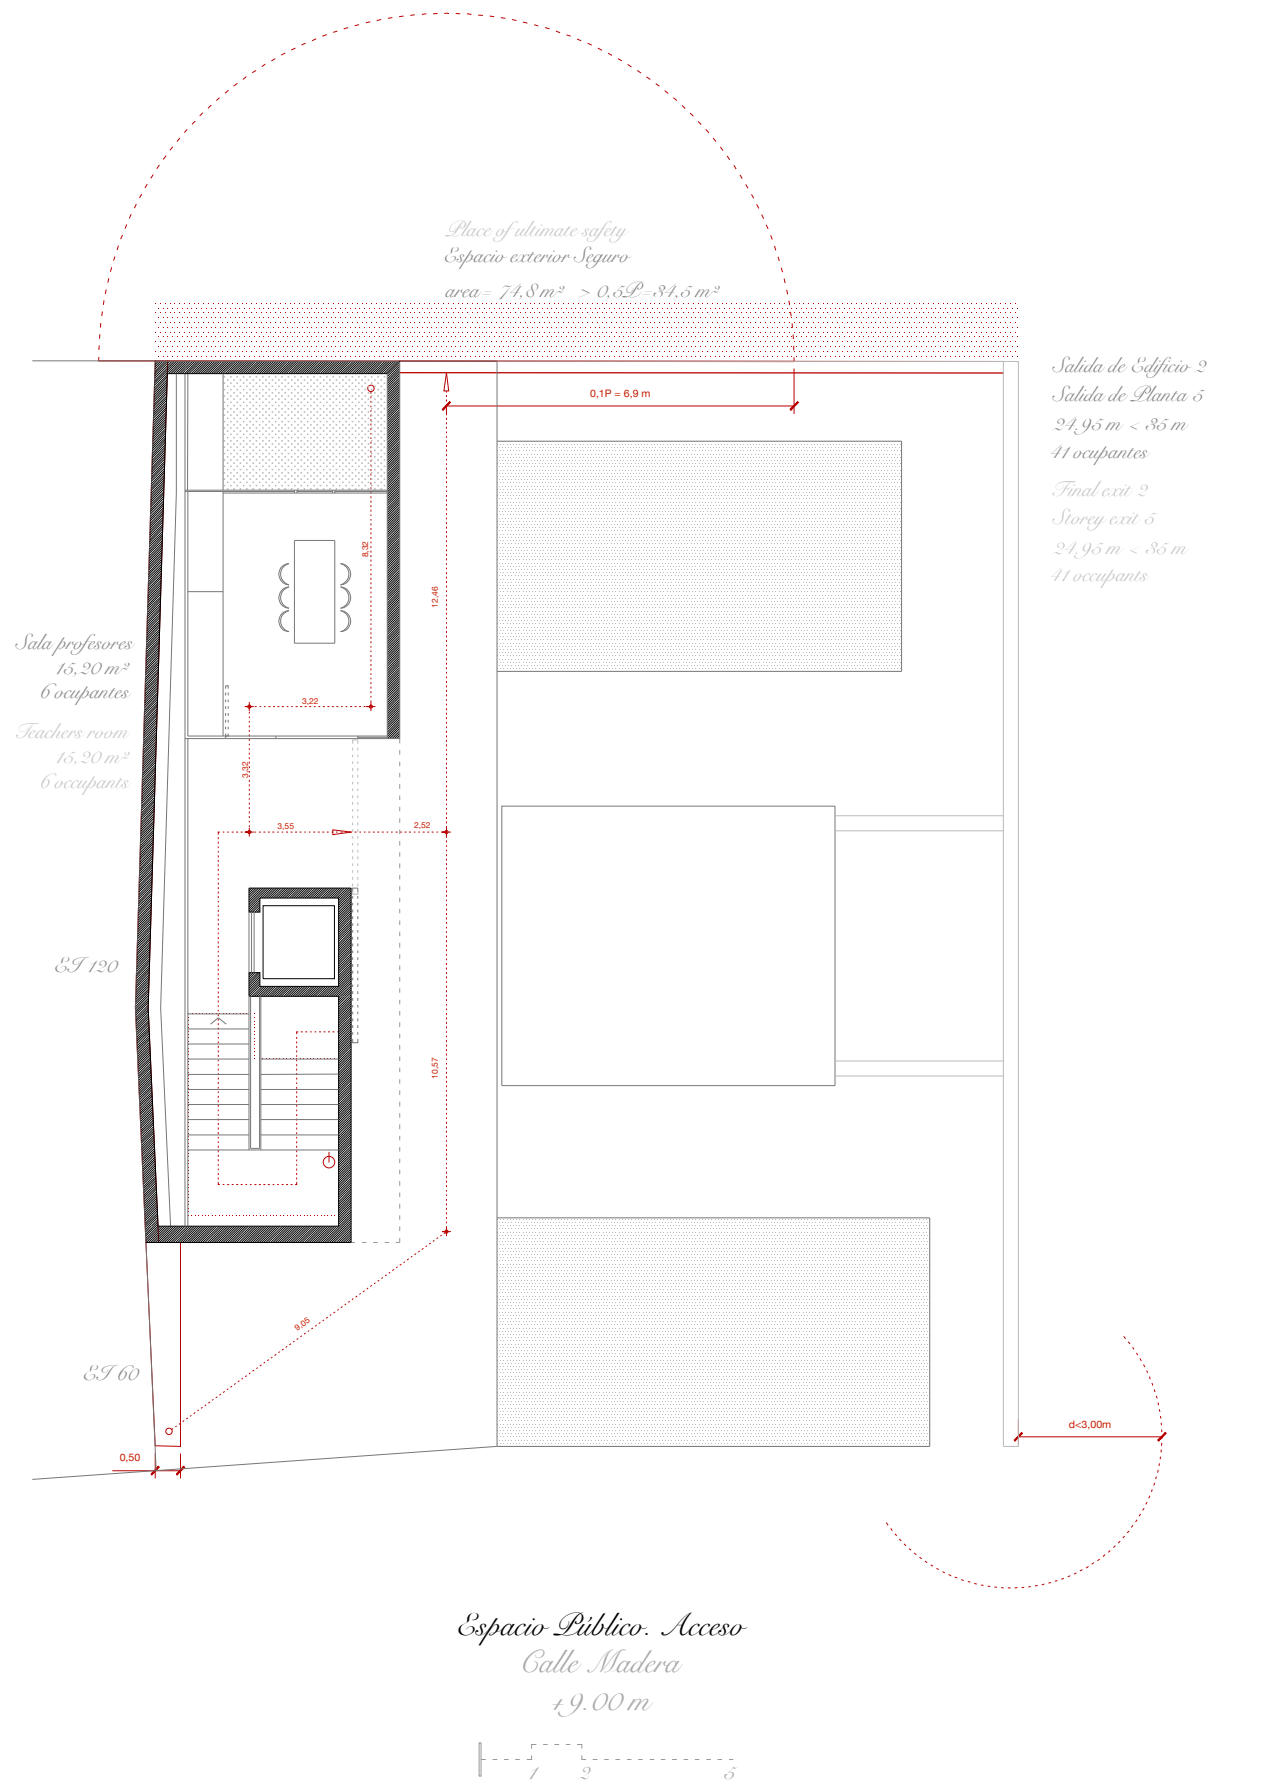 Place of ultimate safety
Espacio exterior Seguro
area = 74,8 m² > 0,5P=34,5 m²
0,1P = 6,9 m
Salida de Edificio 2
Salida de Planta 5
24,95 m < 35 m
41 ocupantes
Final exit 2
Storey exit 5
24,95 m < 35 m
41 occupants
8,32
12,46
Sala profesores
15,20 m²
6 ocupantes
Teachers room
15,20 m²
6 occupants
3,22
3,32
3,55
2,52
EI 120
10,57
9,05
EI 60
0,50
d<3,00m
Espacio Público. Acceso
Calle Madera
+9.00 m
1 2 5